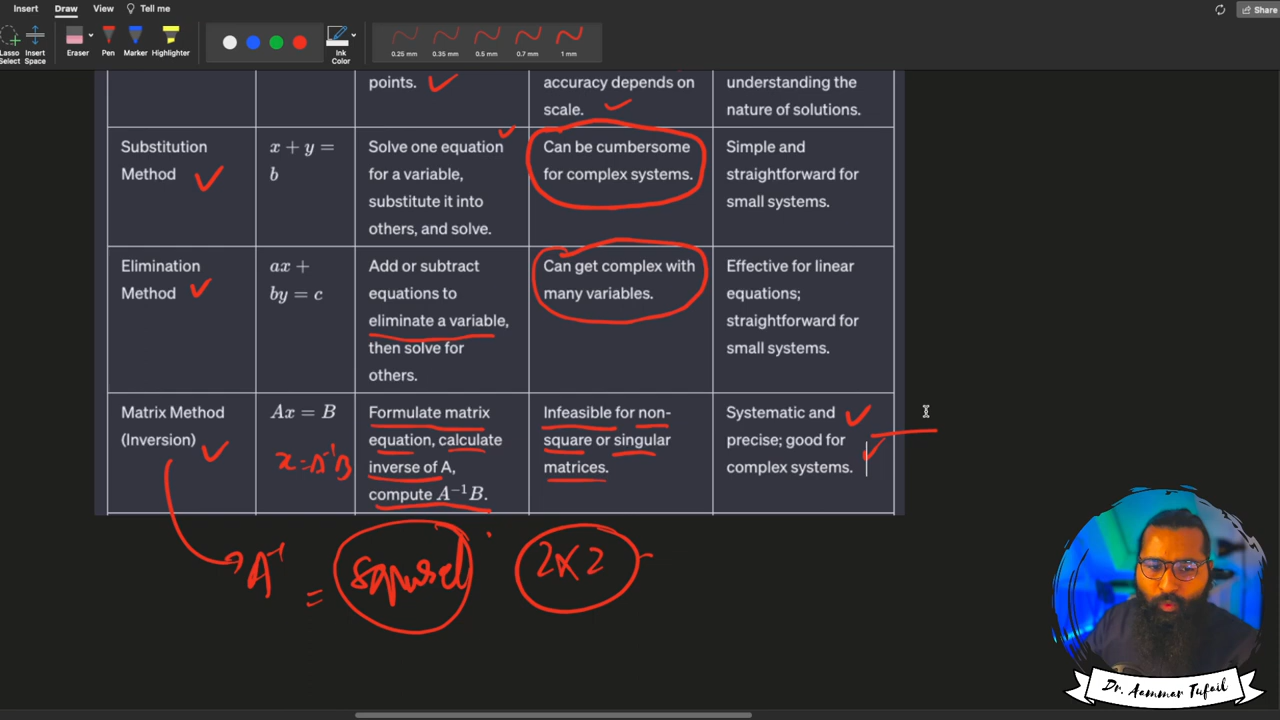 Insert Draw View Tell me
Share
Lasso Select
Insert Space
Eraser
Pen
Marker
Highlighter
Ink Color
0.25 mm
0.35 mm
0.5 mm
0.7 mm
1 mm
points.
accuracy depends on
scale.
understanding the
nature of solutions.
Substitution
Method
x + y =
b
Solve one equation
for a variable,
substitute it into
others, and solve.
Can be cumbersome
for complex systems.
Simple and
straightforward for
small systems.
Elimination
Method
ax +
by = c
Add or subtract
equations to
eliminate a variable,
then solve for
others.
Can get complex with
many variables.
Effective for linear
equations;
straightforward for
small systems.
Matrix Method
(Inversion)
Ax = B
x = A⁻¹B
Formulate matrix
equation, calculate
inverse of A,
compute A⁻¹B.
Infeasible for non-
square or singular
matrices.
Systematic and
precise; good for
complex systems.
A⁻¹
=
2x2
Dr. Aammar Tufail